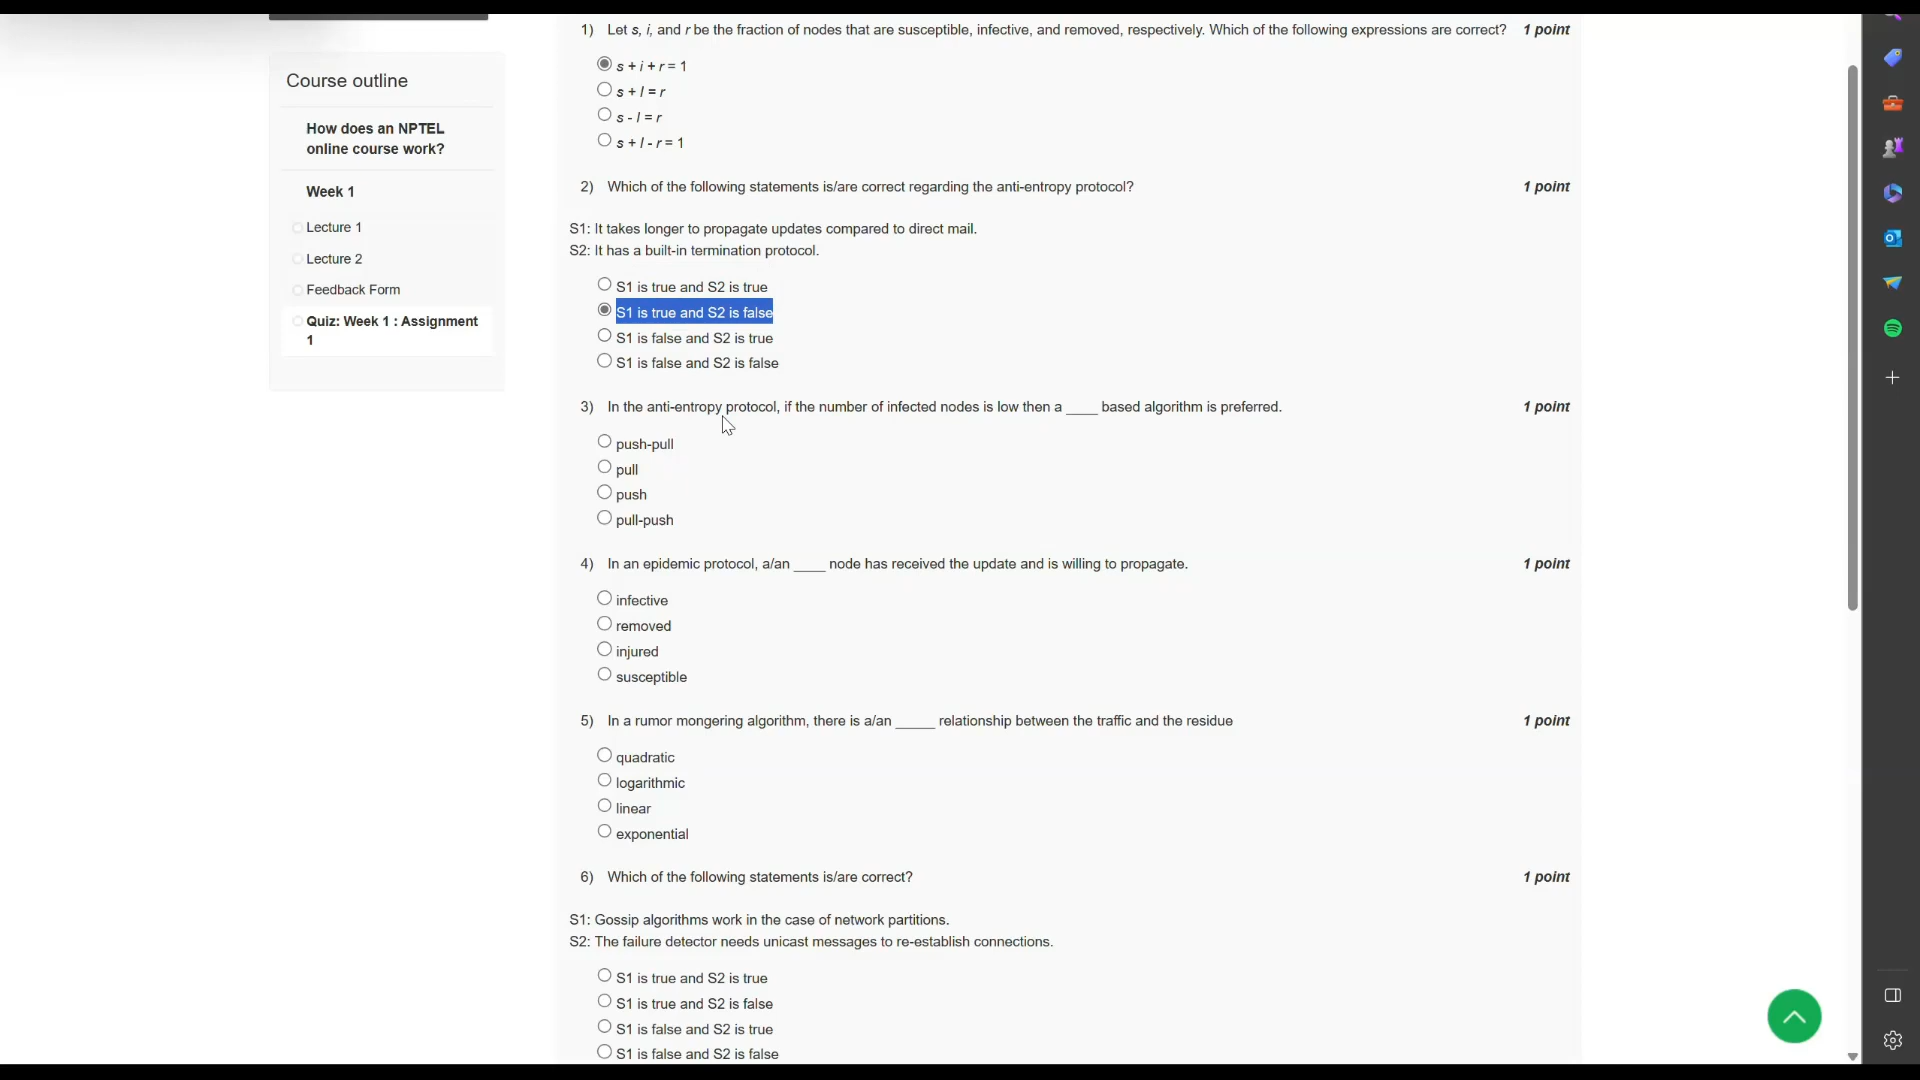 1) Let s, i, and r be the fraction of nodes that are susceptible, infective, and removed, respectively. Which of the following expressions are correct? 1 point
s + i + r = 1
s + I = r
s - I = r
s + I - r = 1
Course outline
How does an NPTEL
online course work?
Week 1
Lecture 1
Lecture 2
Feedback Form
Quiz: Week 1 : Assignment
1
2) Which of the following statements is/are correct regarding the anti-entropy protocol? 1 point
S1: It takes longer to propagate updates compared to direct mail.
S2: It has a built-in termination protocol.
S1 is true and S2 is true
S1 is true and S2 is false
S1 is false and S2 is true
S1 is false and S2 is false
3) In the anti-entropy protocol, if the number of infected nodes is low then a ____ based algorithm is preferred. 1 point
push-pull
pull
push
pull-push
4) In an epidemic protocol, a/an ____ node has received the update and is willing to propagate. 1 point
infective
removed
injured
susceptible
5) In a rumor mongering algorithm, there is a/an _____ relationship between the traffic and the residue 1 point
quadratic
logarithmic
linear
exponential
6) Which of the following statements is/are correct? 1 point
S1: Gossip algorithms work in the case of network partitions.
S2: The failure detector needs unicast messages to re-establish connections.
S1 is true and S2 is true
S1 is true and S2 is false
S1 is false and S2 is true
S1 is false and S2 is false